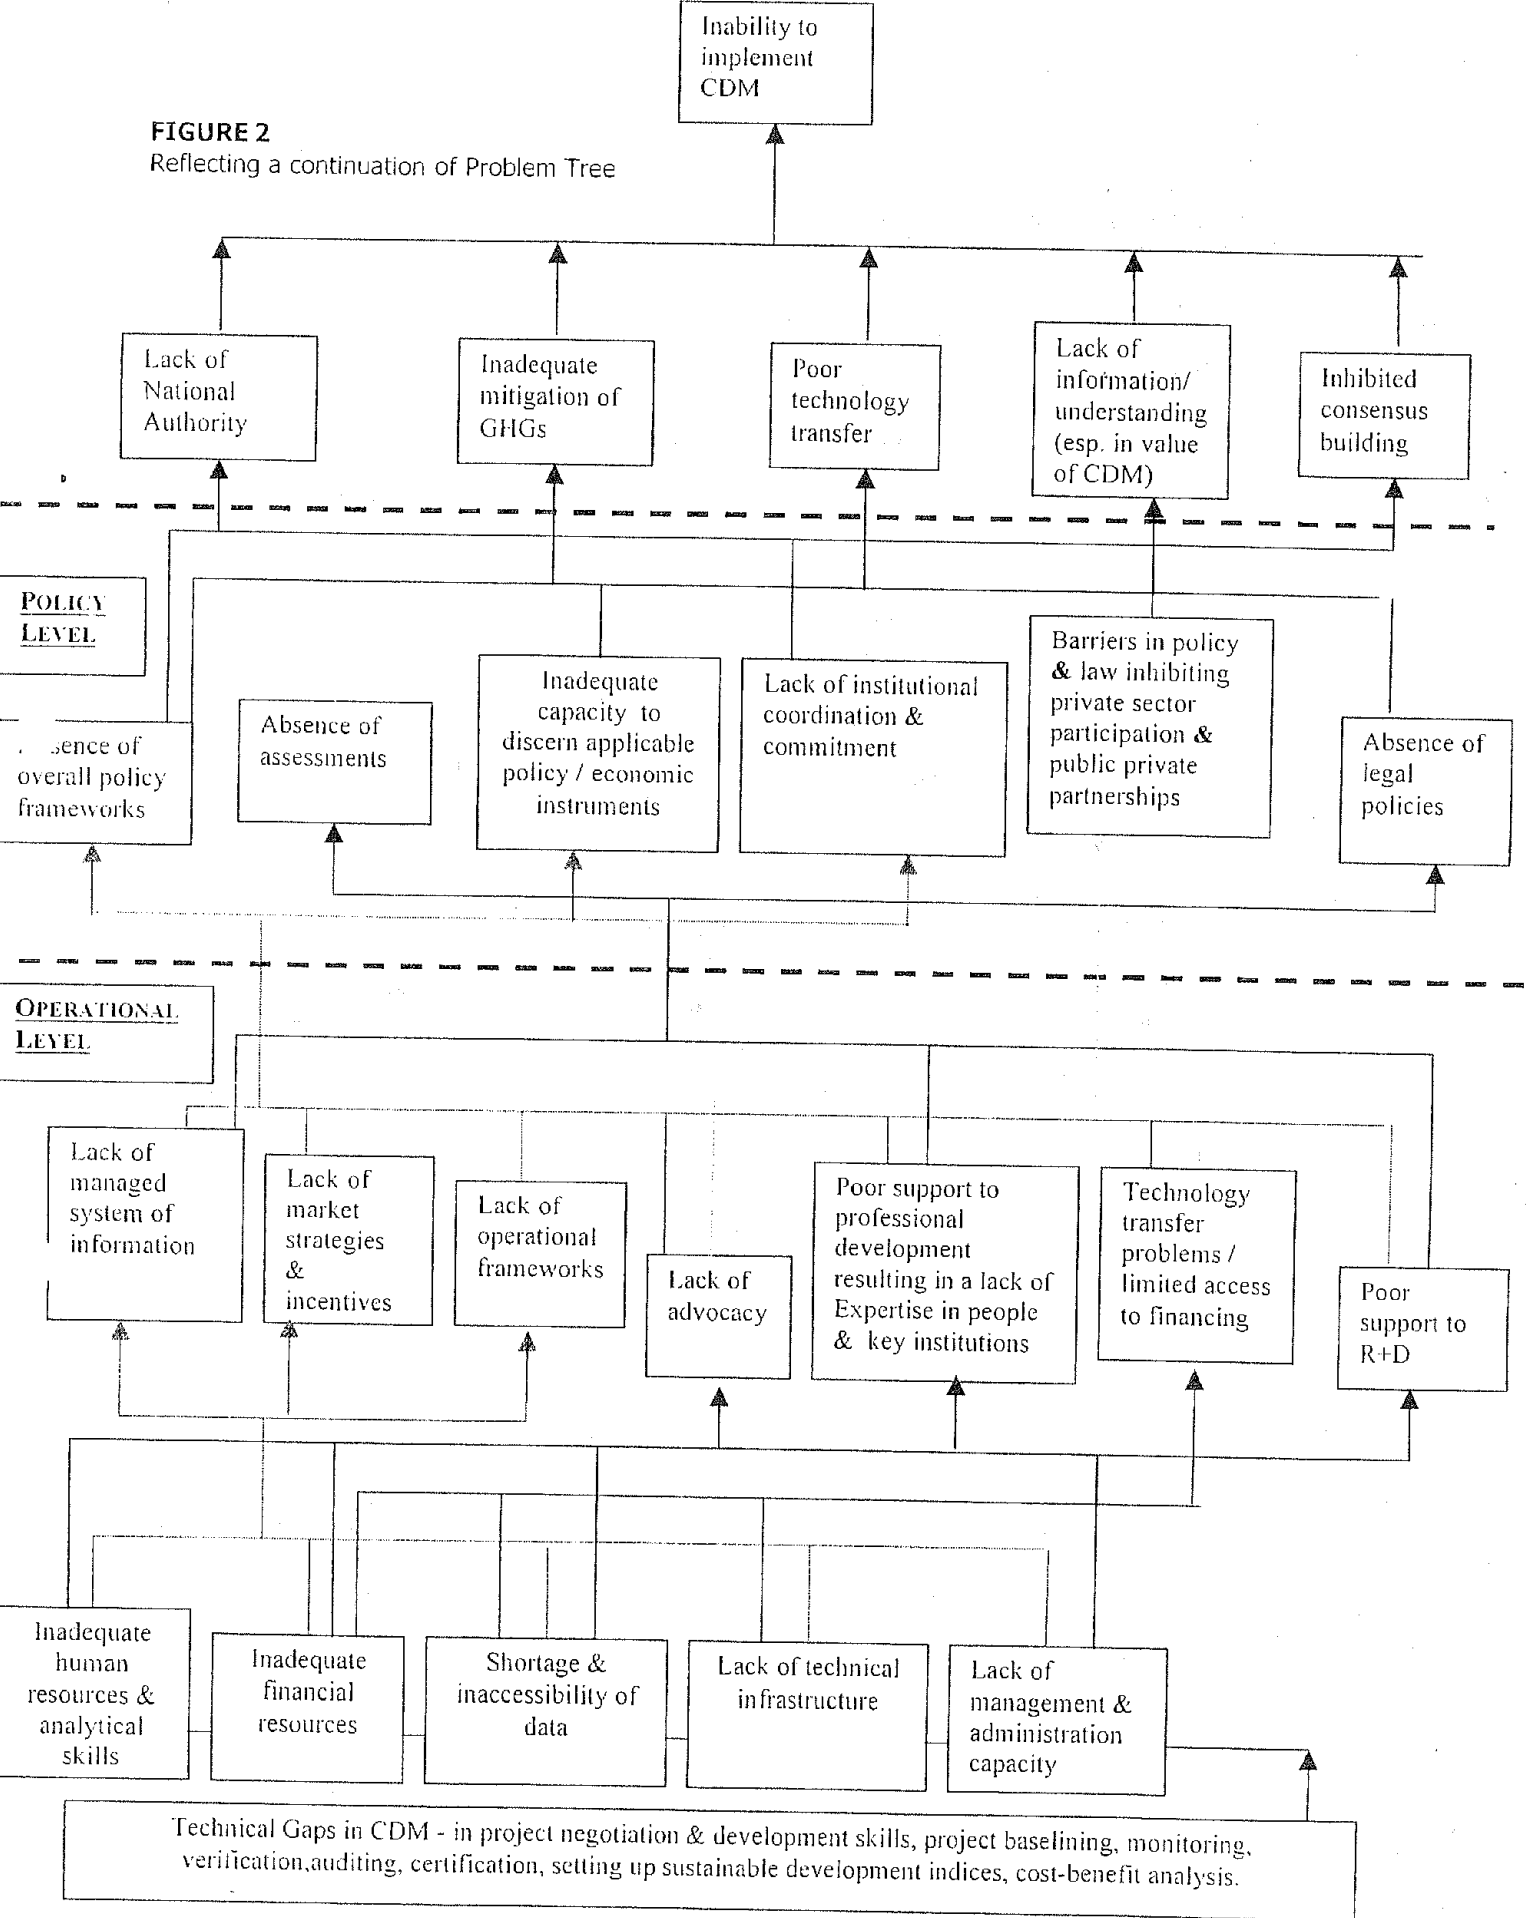 Inability to
implement
CDM
FIGURE 2
Reflecting a continuation of Problem Tree
Lack of
National
Authority
Inadequate
mitigation of
GHGs
Poor
technology
transfer
Lack of
information/
understanding
(esp. in value
of CDM)
Inhibited
consensus
building
POLICY
LEVEL
overall policy
frameworks
Absence of
assessments
Inadequate
capacity to
discern applicable
policy / economic
instruments
Lack of institutional
coordination &
commitment
Barriers in policy
& law inhibiting
private sector
participation &
public private
partnerships
Absence of
legal
policies
OPERATIONAL
LEVEL
Lack of
managed
system of
information
Lack of
market
strategies
&
incentives
Lack of
operational
frameworks
Lack of
advocacy
Poor support to
professional
development
resulting in a lack of
Expertise in people
& key institutions
Technology
transfer
problems /
limited access
to financing
Poor
support to
R+D
Inadequate
human
resources &
analytical
skills
Inadequate
financial
resources
Shortage &
inaccessibility of
data
Lack of technical
infrastructure
Lack of
management &
administration
capacity
Technical Gaps in CDM - in project negotiation & development skills, project baselining, monitoring,
verification,auditing, certification, setting up sustainable development indices, cost-benefit analysis.